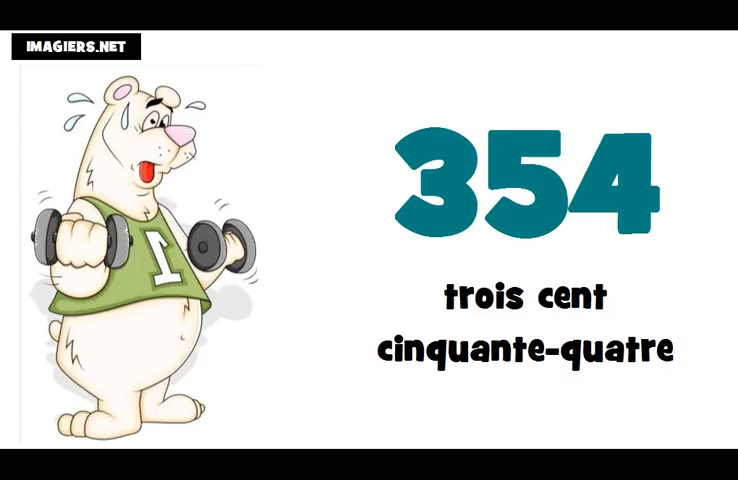 IMAGIERS.NET
354
1
trois cent
cinquante-quatre